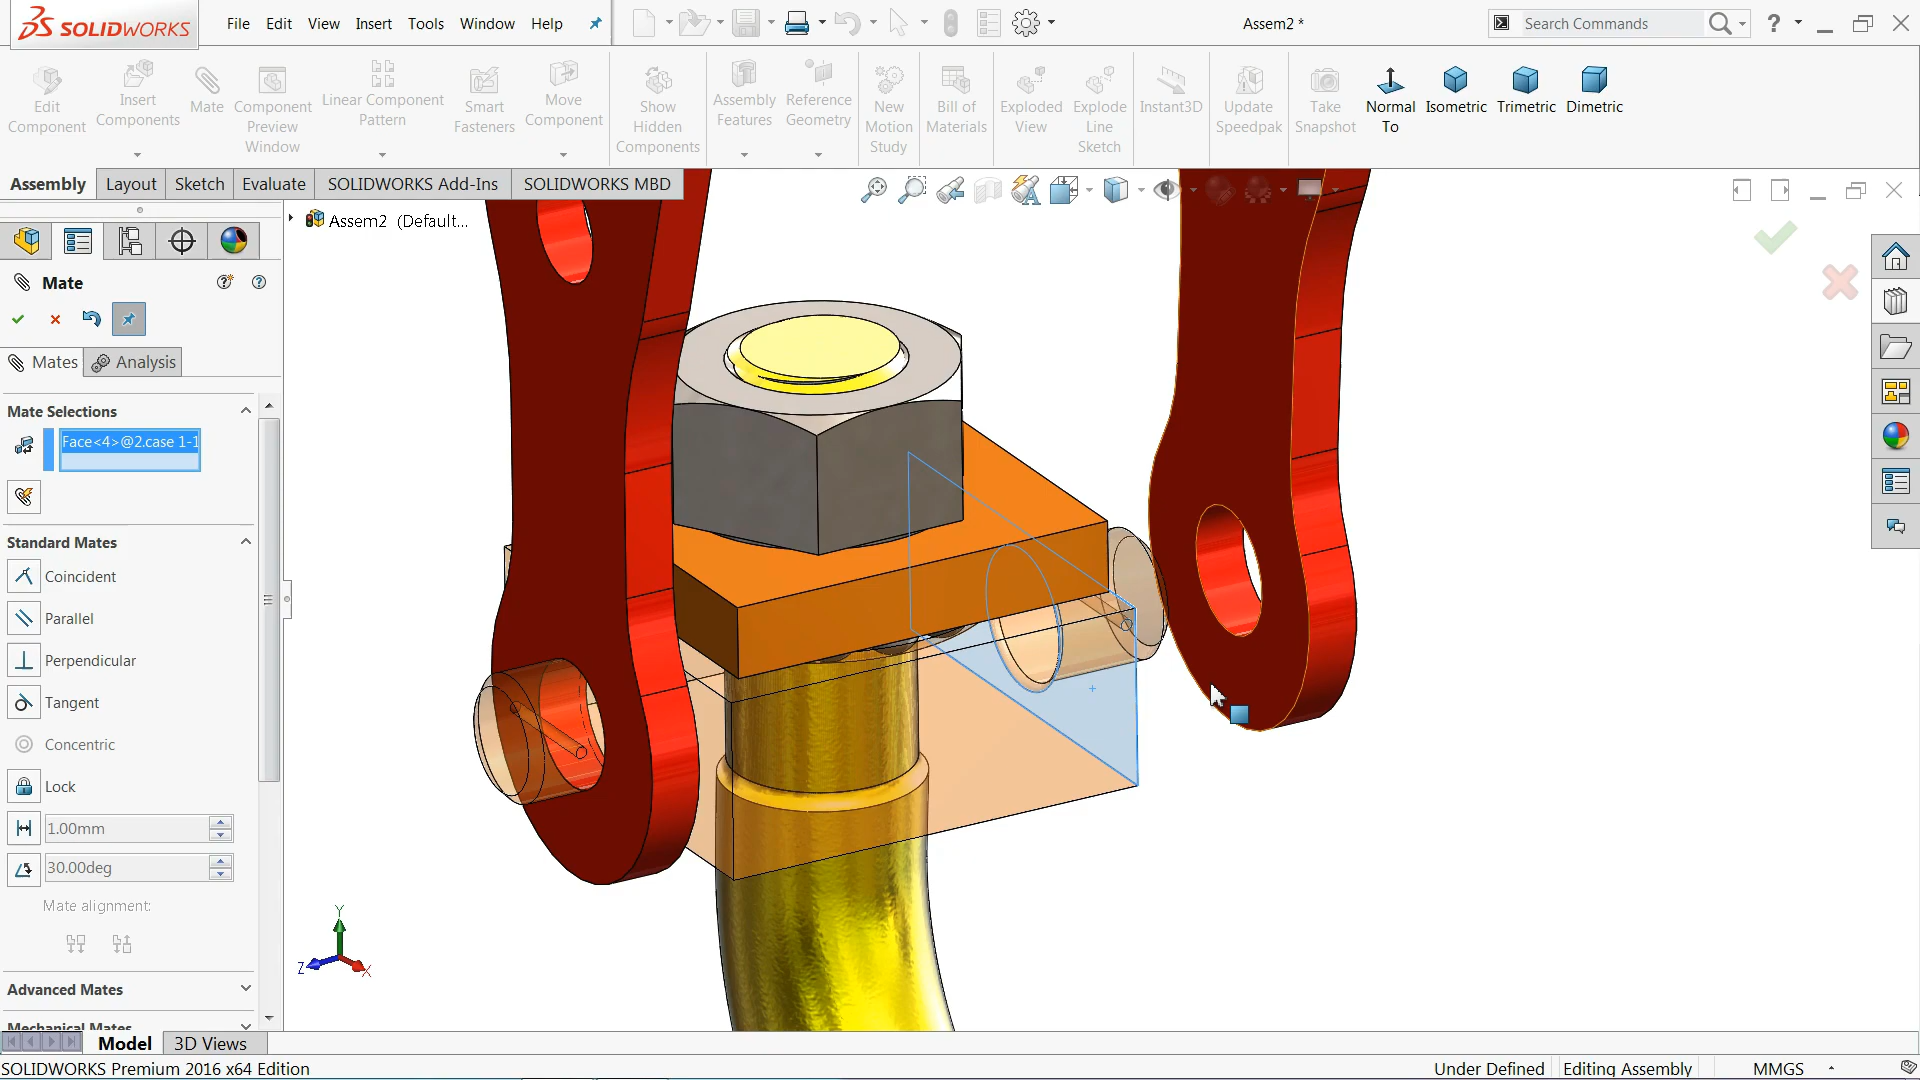 SOLIDWORKS
File Edit View Insert Tools Window Help
Assem2 *
Search Commands
Edit Component
Insert Components
Mate
Component Preview Window
Linear Component Pattern
Smart Fasteners
Move Component
Show Hidden Components
Assembly Features
Reference Geometry
New Motion Study
Bill of Materials
Exploded View
Explode Line Sketch
Instant3D
Update Speedpak
Take Snapshot
Normal To
Isometric
Trimetric
Dimetric
Assembly Layout Sketch Evaluate SOLIDWORKS Add-Ins SOLIDWORKS MBD
Assem2 (Default...
Mate
Mates Analysis
Mate Selections
Face<4>@2.case 1-1
Standard Mates
Coincident
Parallel
Perpendicular
Tangent
Concentric
Lock
1.00mm
30.00deg
Mate alignment:
Advanced Mates
Mechanical Mates
Y
Z X
Model 3D Views
SOLIDWORKS Premium 2016 x64 Edition
Under Defined Editing Assembly MMGS